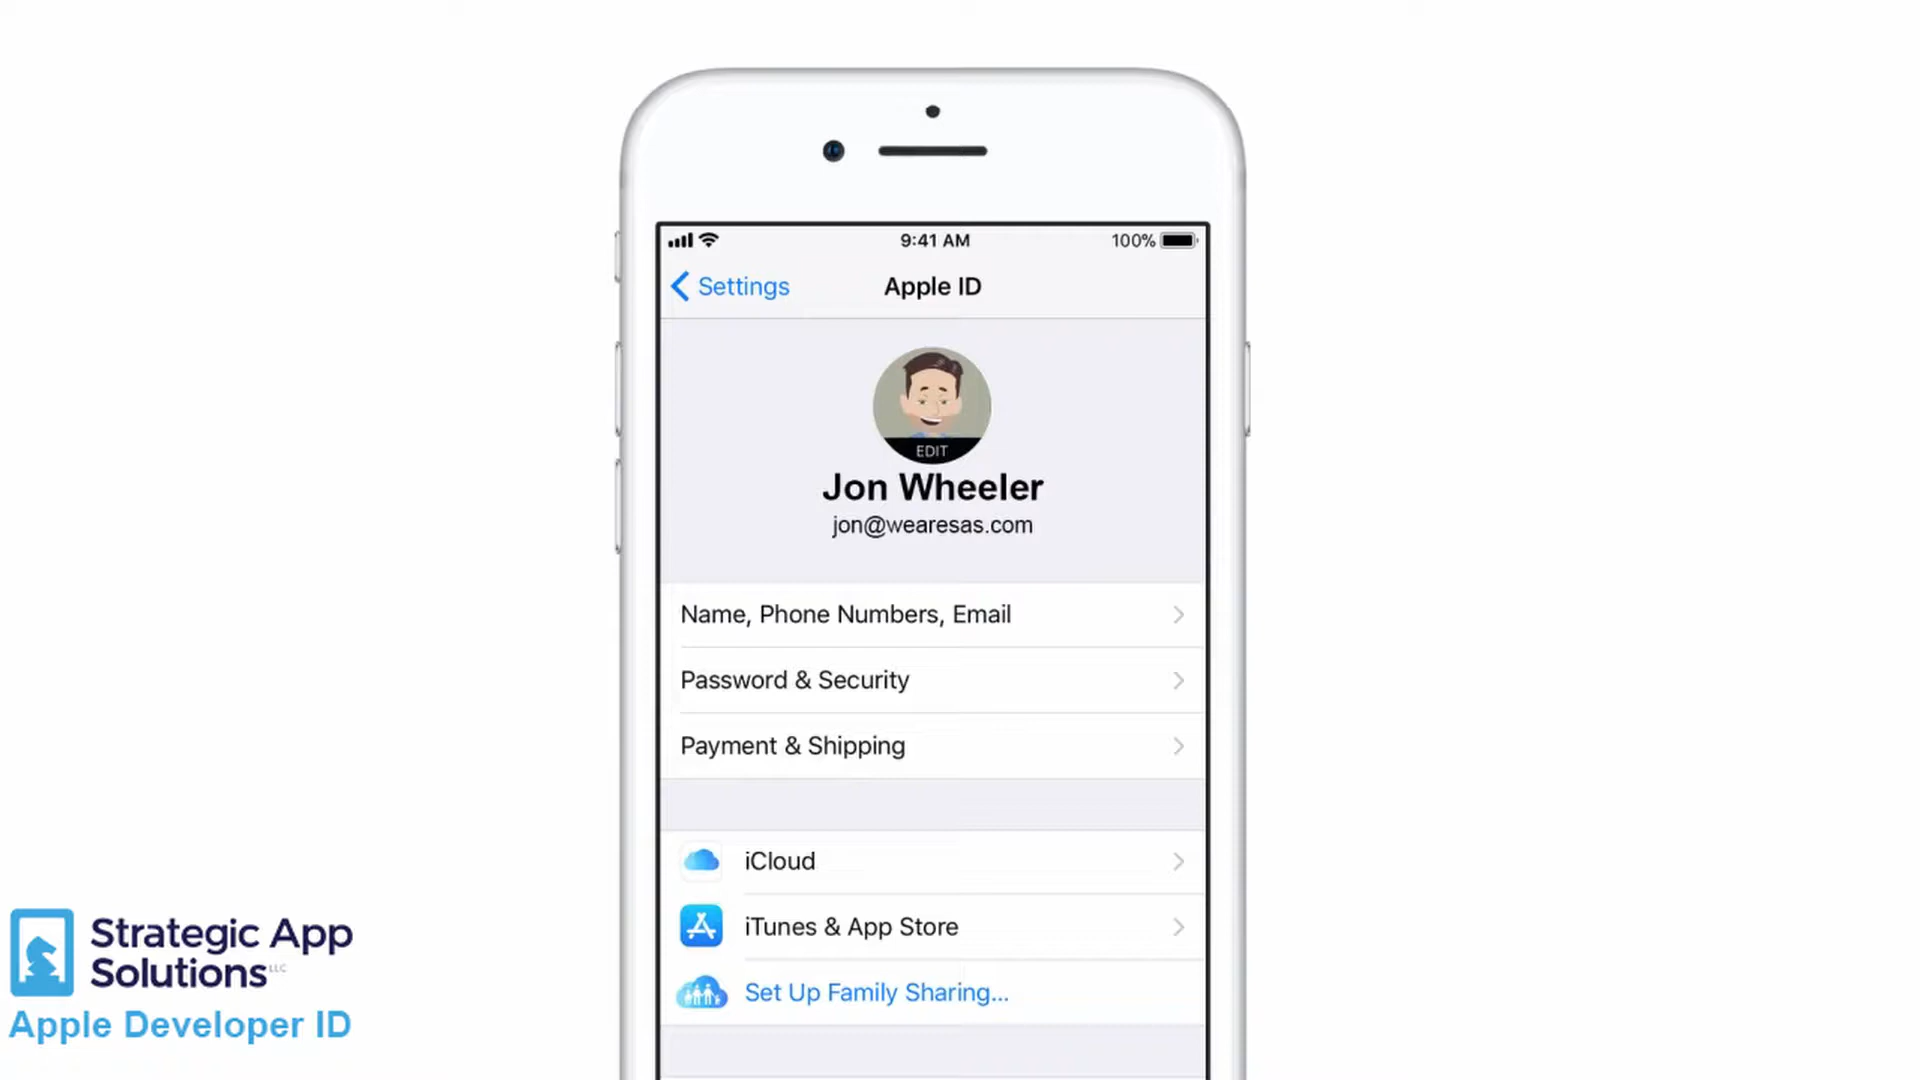 9:41 AM
100%
Settings
Apple ID
EDIT
Jon Wheeler
jon@wearesas.com
Name, Phone Numbers, Email
Password & Security
Payment & Shipping
iCloud
iTunes & App Store
Set Up Family Sharing...
Strategic App
Solutions LLC
Apple Developer ID